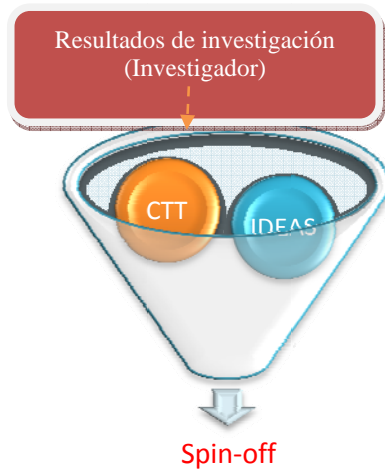 Resultados de investigación
(Investigador)
CTT
IDEAS
Spin-off